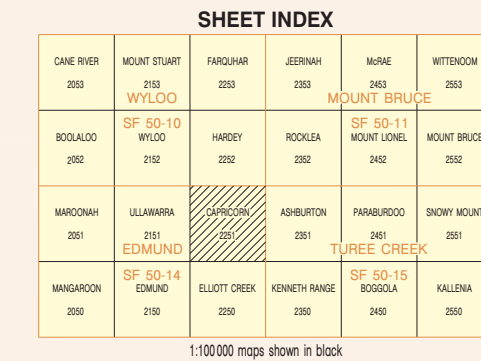 SHEET INDEX
CANE RIVER MOUNT STUART FARQUHAR JEERINAH McRAE WITTENOOM
2053 2153 2253 2353 2453 2553
WYLOO MOUNT BRUCE
SF 50-10 SF 50-11
BOOLALOO WYLOO HARDEY ROCKLEA MOUNT LIONEL MOUNT BRUCE
2052 2152 2252 2352 2452 2552
MAROONAH ULLAWARRA CAPRICORN ASHBURTON PARABURDOO SNOWY MOUNT
2051 2151 2251 2351 2451 2551
EDMUND TUREE CREEK
SF 50-14 SF 50-15
MANGAROON EDMUND ELLIOTT CREEK KENNETH RANGE BOGGOLA KALLENIA
2050 2150 2250 2350 2450 2550
1:100 000 maps shown in black